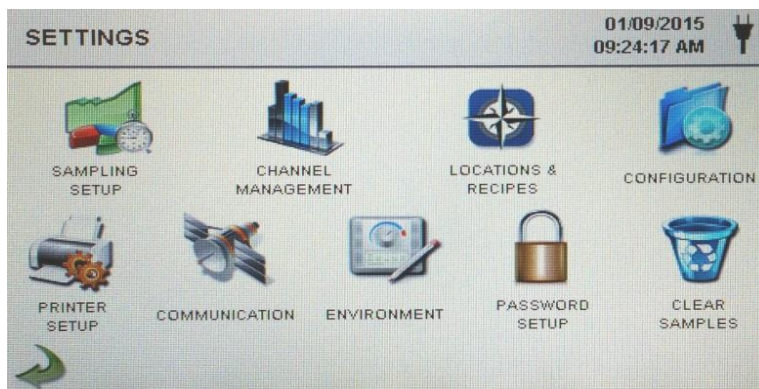 SETTINGS
01/09/2015
09:24:17 AM
SAMPLING
SETUP
CHANNEL
MANAGEMENT
LOCATIONS &
RECIPES
CONFIGURATION
PRINTER
SETUP
COMMUNICATION
ENVIRONMENT
PASSWORD
SETUP
CLEAR
SAMPLES